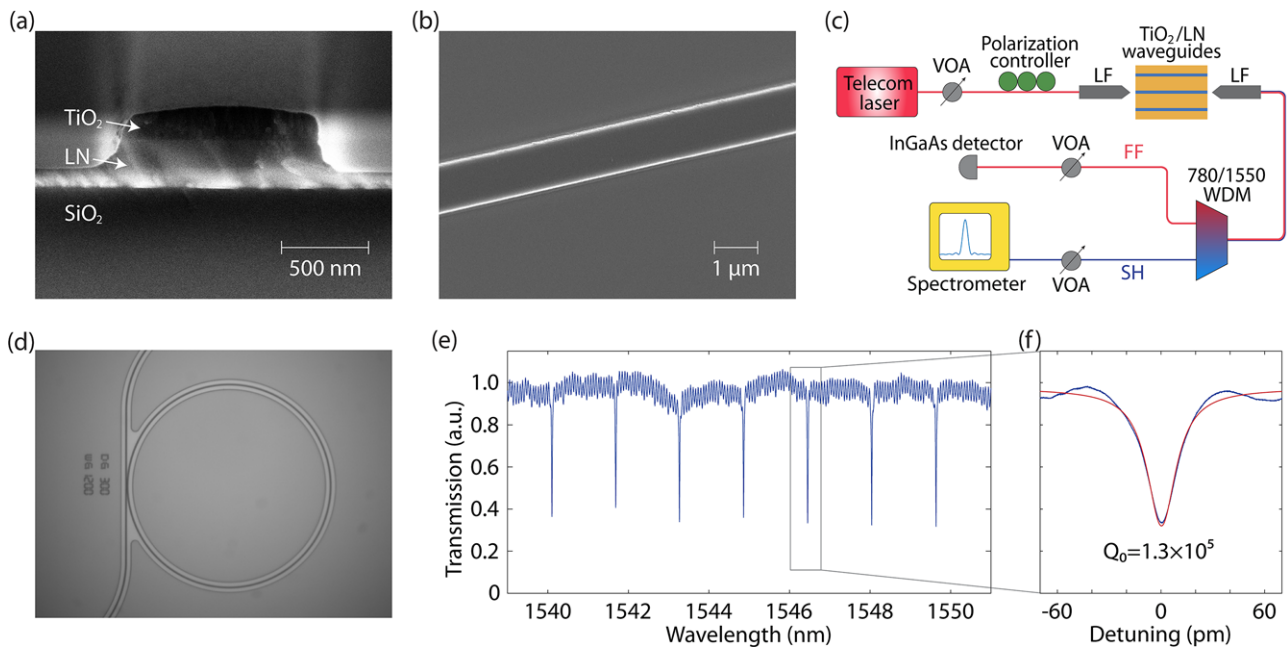 (a)
TiO2
LN
SiO2
500 nm
(b)
1 μm
(c)
Telecom
laser
VOA
Polarization
controller
LF
TiO2/LN
waveguides
LF
InGaAs detector
VOA
FF
780/1550
WDM
Spectrometer
VOA
SH
(d)
(e)
Transmission (a.u.)
1.0
0.8
0.6
0.4
0.2
0
1540
1542
1544
1546
1548
1550
Wavelength (nm)
(f)
Q0=1.3×10⁵
-60
0
60
Detuning (pm)